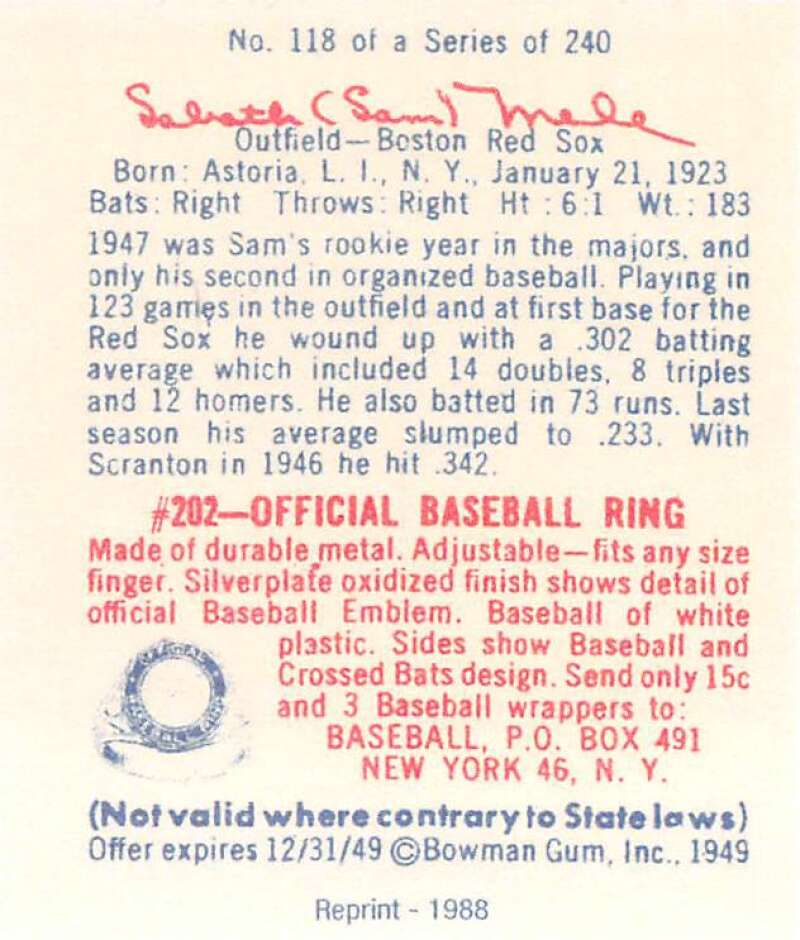 No. 118 of a Series of 240
Salvatore (Sam) Mele
Outfield—Boston Red Sox
Born: Astoria, L. I., N. Y., January 21, 1923
Bats: Right Throws: Right Ht : 6:1 Wt.: 183
1947 was Sam's rookie year in the majors, and
only his second in organized baseball. Playing in
123 games in the outfield and at first base for the
Red Sox he wound up with a .302 batting
average which included 14 doubles, 8 triples
and 12 homers. He also batted in 73 runs. Last
season his average slumped to .233. With
Scranton in 1946 he hit .342.
#202—OFFICIAL BASEBALL RING
Made of durable metal. Adjustable—fits any size
finger. Silverplate oxidized finish shows detail of
official Baseball Emblem. Baseball of white
plastic. Sides show Baseball and
Crossed Bats design. Send only 15c
and 3 Baseball wrappers to:
BASEBALL, P.O. BOX 491
NEW YORK 46, N. Y.
(Not valid where contrary to State laws)
Offer expires 12/31/49 ©Bowman Gum, Inc., 1949
Reprint - 1988